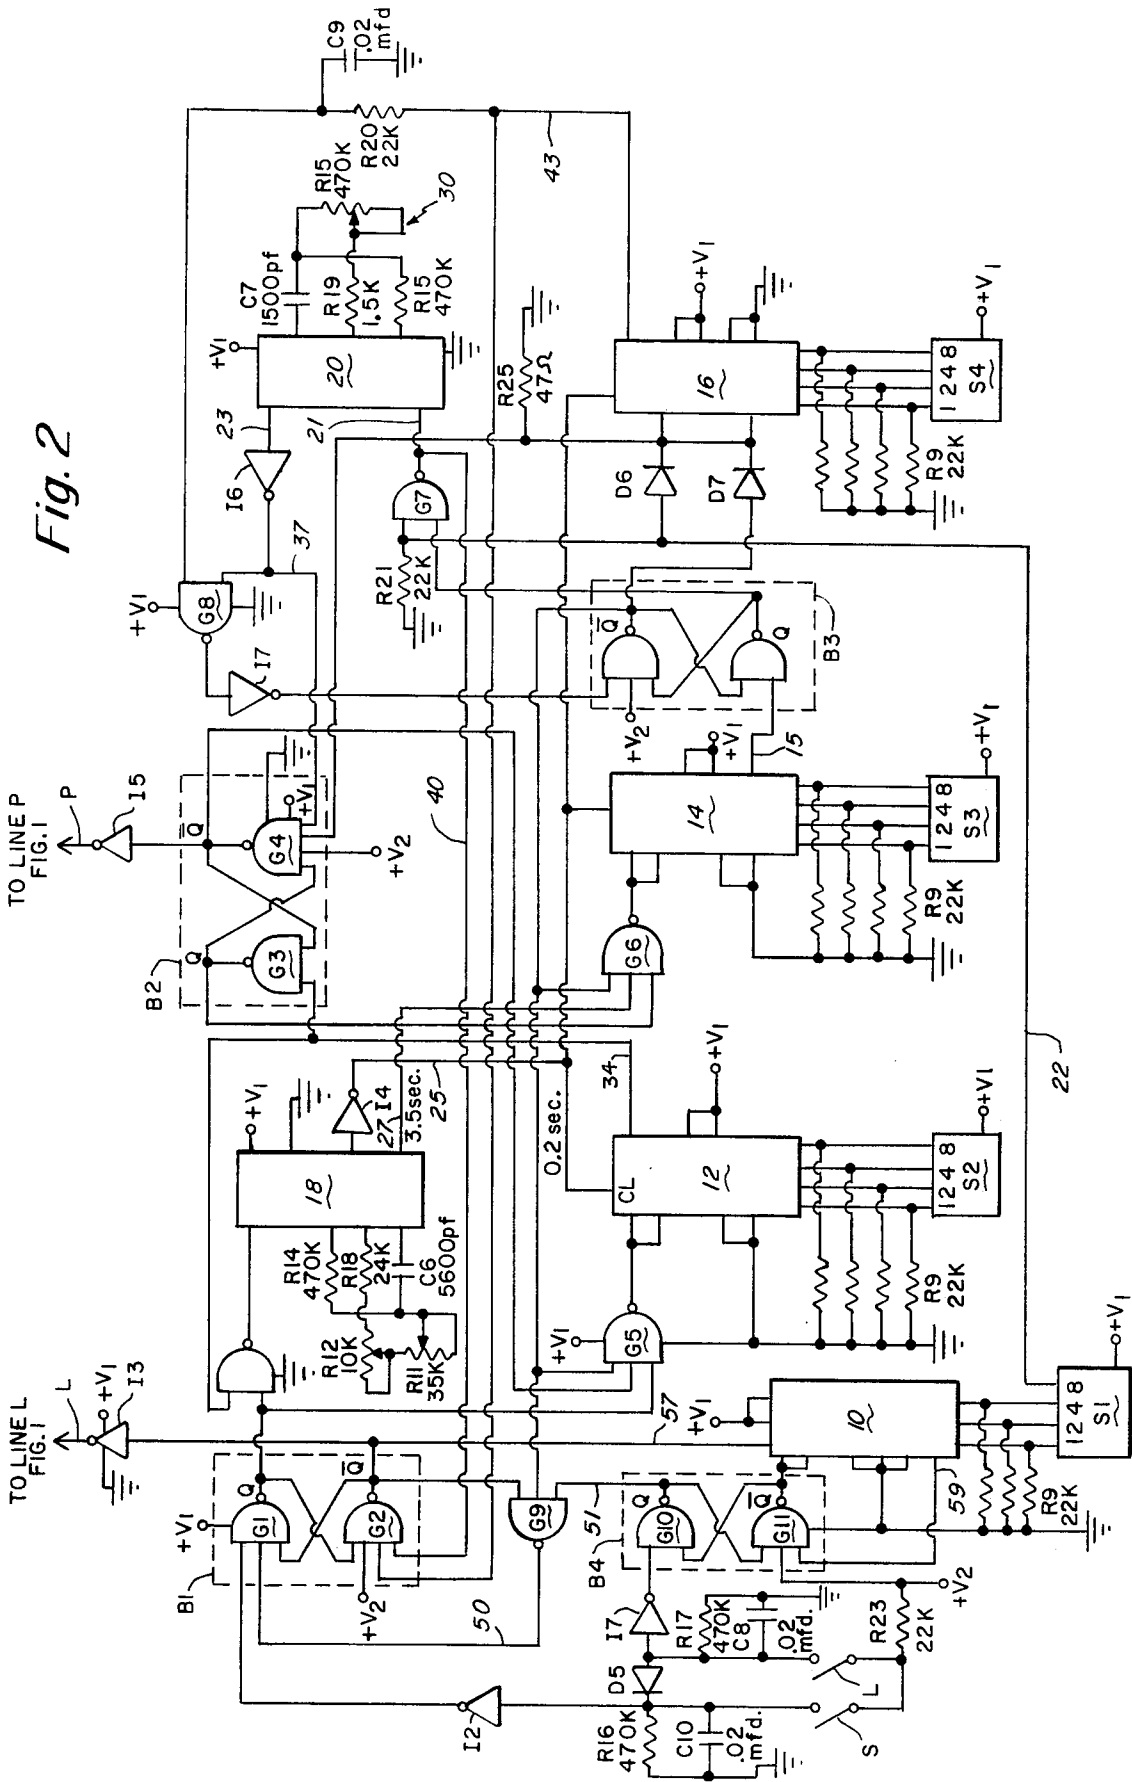 Fig. 2
TO LINE L
FIG. 1
L
+V1
I3
TO LINE P
FIG. 1
P
I5
B1
+V1
G1
Q
Q̅
G2
+V2
50
I2
+V1
18
R14
470K
R18
24K
C6
5600pf
R12
10K
R11
35K
I4
27
3.5sec.
25
0.2 sec.
34
B2
Q
G3
Q̅
G4
+V1
+V2
40
I7
+V1
G8
37
I6
23
+V1
20
21
C7
1500pf
R19
1.5K
R15
470K
R15
470K
30
C9
.02
mfd
R20
22K
43
R21
22K
G7
R25
47Ω
D6
D7
Q̅
Q
+V2
B3
15
G9
51
57
B4
Q
G10
Q̅
G11
I7
D5
R17
470K
C8
.02
mfd.
R16
470K
C10
.02
mfd.
S
L
R23
22K
+V2
59
+V1
10
R9
22K
1 2 4 8
S1
+V1
22
+V1
G5
CL
12
+V1
R9
22K
1 2 4 8
S2
+V1
G6
14
+V1
R9
22K
1 2 4 8
S3
+V1
16
+V1
R9
22K
1 2 4 8
S4
+V1